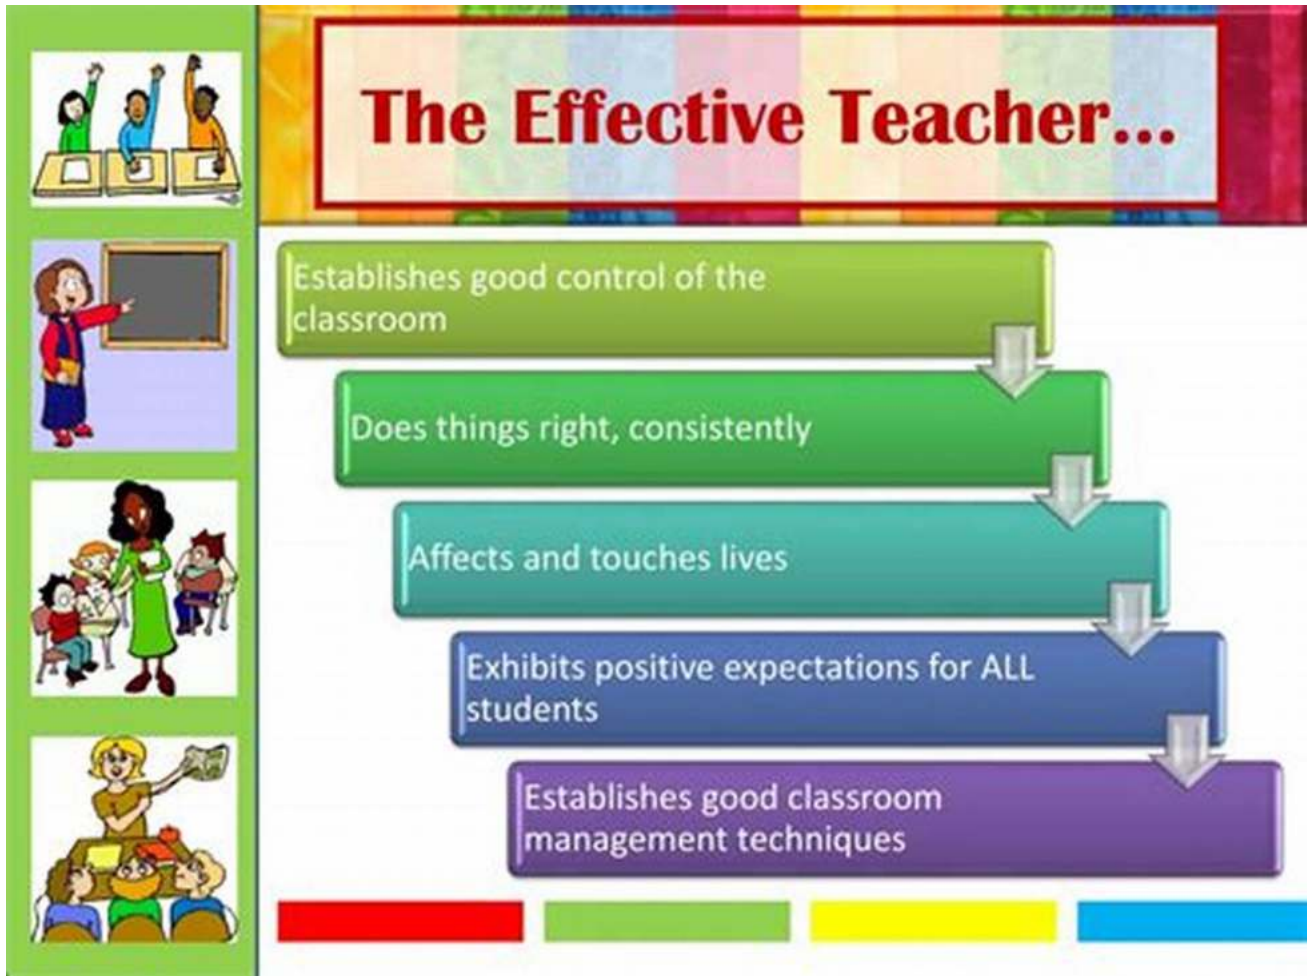 The Effective Teacher...
Establishes good control of the
classroom
Does things right, consistently
Affects and touches lives
Exhibits positive expectations for ALL
students
Establishes good classroom
management techniques